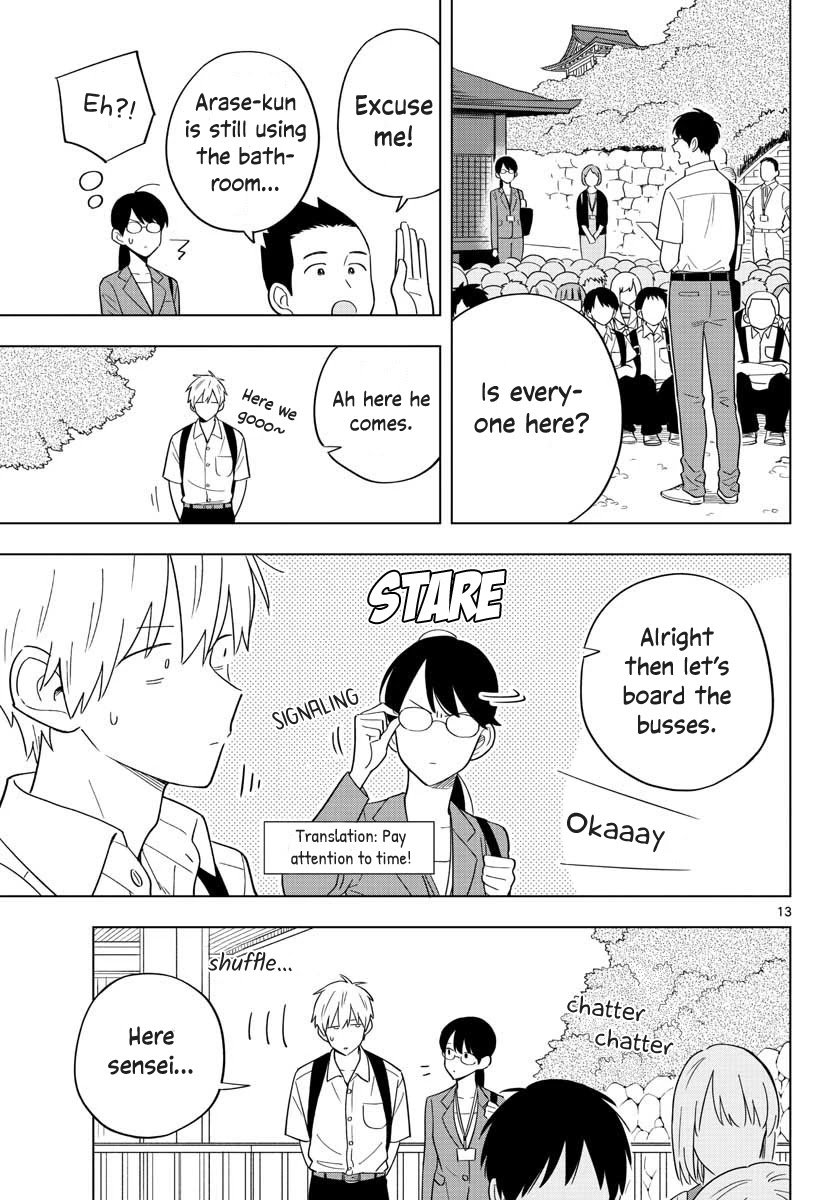 Is every-
one here?
Excuse
me!
Arase-kun
is still using
the bath-
room...
Eh?!
Ah here he
comes.
Here we
gooo~
Alright
then let's
board the
busses.
Okaaay
STARE
SIGNALING
Translation: Pay
attention to time!
13
chatter
chatter
shuffle...
Here
sensei...